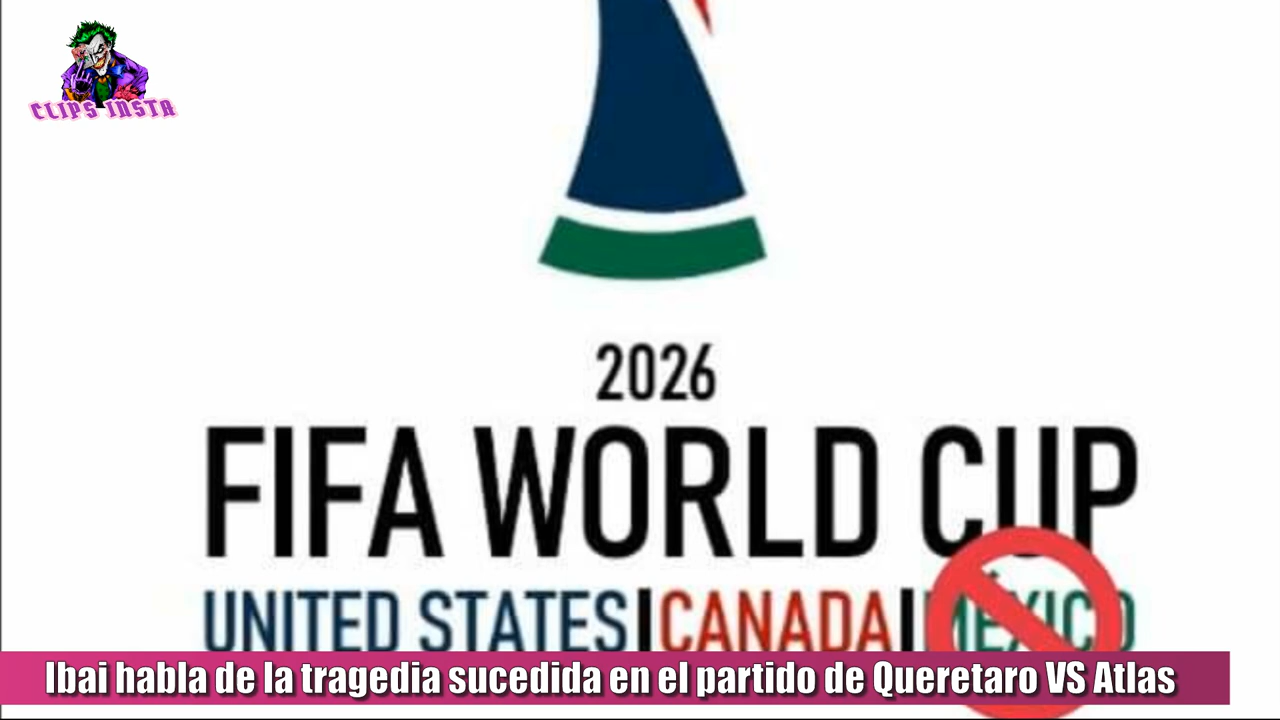 CLIPS INSTA
2026
FIFA WORLD CUP
UNITED STATES|CANADA|MÉXICO
Ibai habla de la tragedia sucedida en el partido de Queretaro VS Atlas